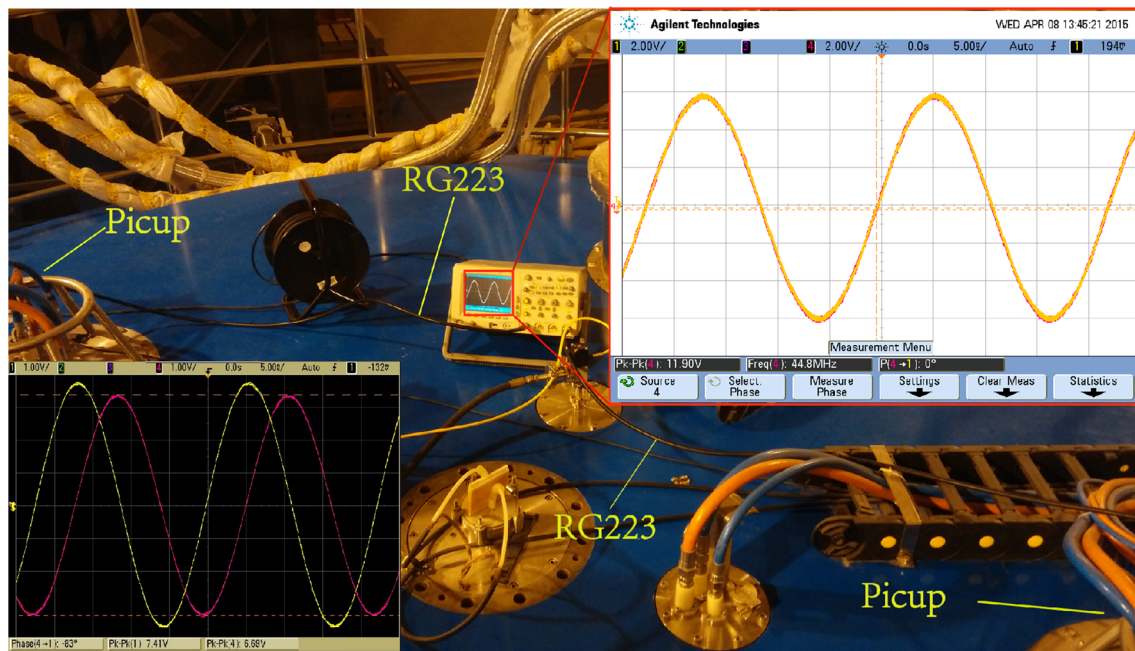 Agilent Technologies
WED APR 08 13:45:21 2015
1 2.00V/ 2 3 4 2.00V/ 0.0s 5.00s/ Auto 1 194
Measurement Menu
Pk-Pk(4): 11.90V Freq(4): 44.8MHz P(4→1): 0°
Source
4
Select:
Phase
Measure
Phase
Settings
Clear Meas
Statistics
RG223
Picup
1 1.00V/ 2 3 4 1.00V/ 0.0s 5.00s/ Auto 1 -132
Phase(4→1): -83° Pk-Pk(1): 7.41V Pk-Pk(4): 6.69V
RG223
Picup